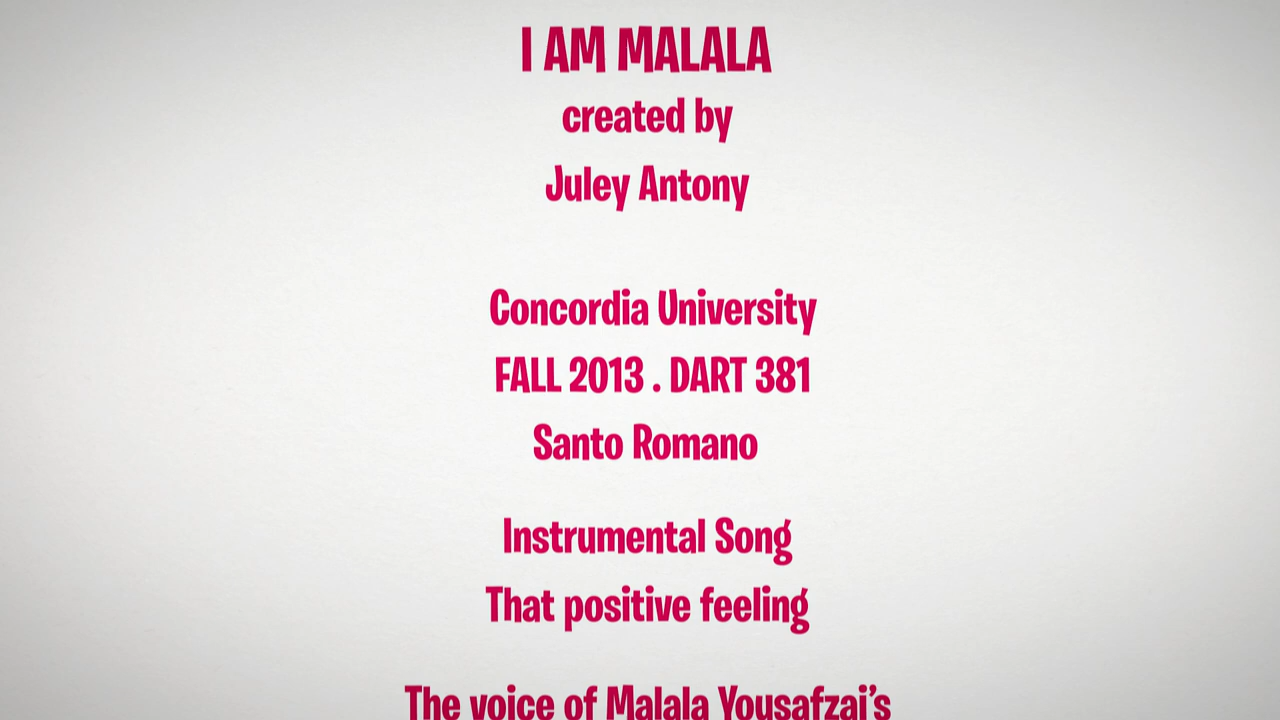 I AM MALALA
created by
Juley Antony
Concordia University
FALL 2013 . DART 381
Santo Romano
Instrumental Song
That positive feeling
The voice of Malala Yousafzai's